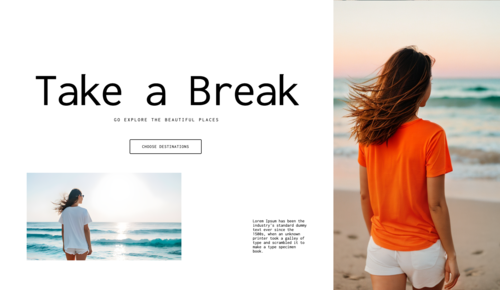 Take a Break
GO EXPLORE THE BEAUTIFUL PLACES
CHOOSE DESTINATIONS
Lorem Ipsum has been the
industry's standard dummy
text ever since the
1500s, when an unknown
printer took a galley of
type and scrambled it to
make a type specimen
book.